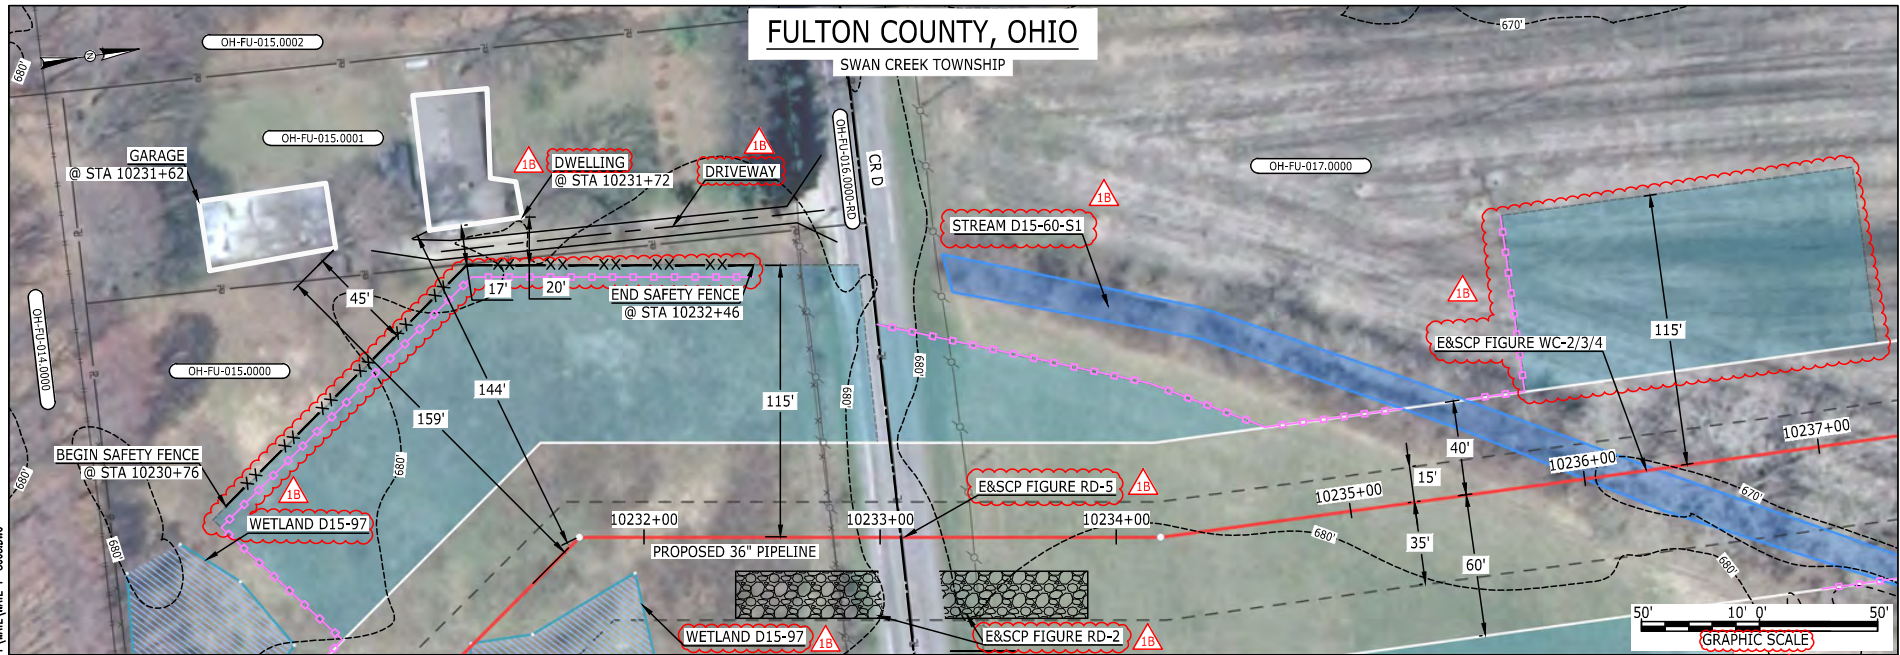 FULTON COUNTY, OHIO
SWAN CREEK TOWNSHIP
670'
OH-FU-015.0002
N
680'
OH-FU-015.0001
GARAGE
@ STA 10231+62
1B
DWELLING
@ STA 10231+72
1B
DRIVEWAY
OH-FU-016.0000-RD
CR D
OH-FU-017.0000
1B
STREAM D15-60-S1
45'
17'
20'
END SAFETY FENCE
@ STA 10232+46
1B
E&SCP FIGURE WC-2/3/4
115'
OH-FU-014.0000
OH-FU-015.0000
144'
159'
115'
680'
680'
680'
680'
BEGIN SAFETY FENCE
@ STA 10230+76
1B
WETLAND D15-97
680'
E&SCP FIGURE RD-5
1B
10232+00
10233+00
10234+00
10235+00
10236+00
10237+00
PROPOSED 36" PIPELINE
40'
15'
35'
60'
680'
670'
680'
680'
WETLAND D15-97
1B
E&SCP FIGURE RD-2
1B
50'
10'
0'
50'
GRAPHIC SCALE